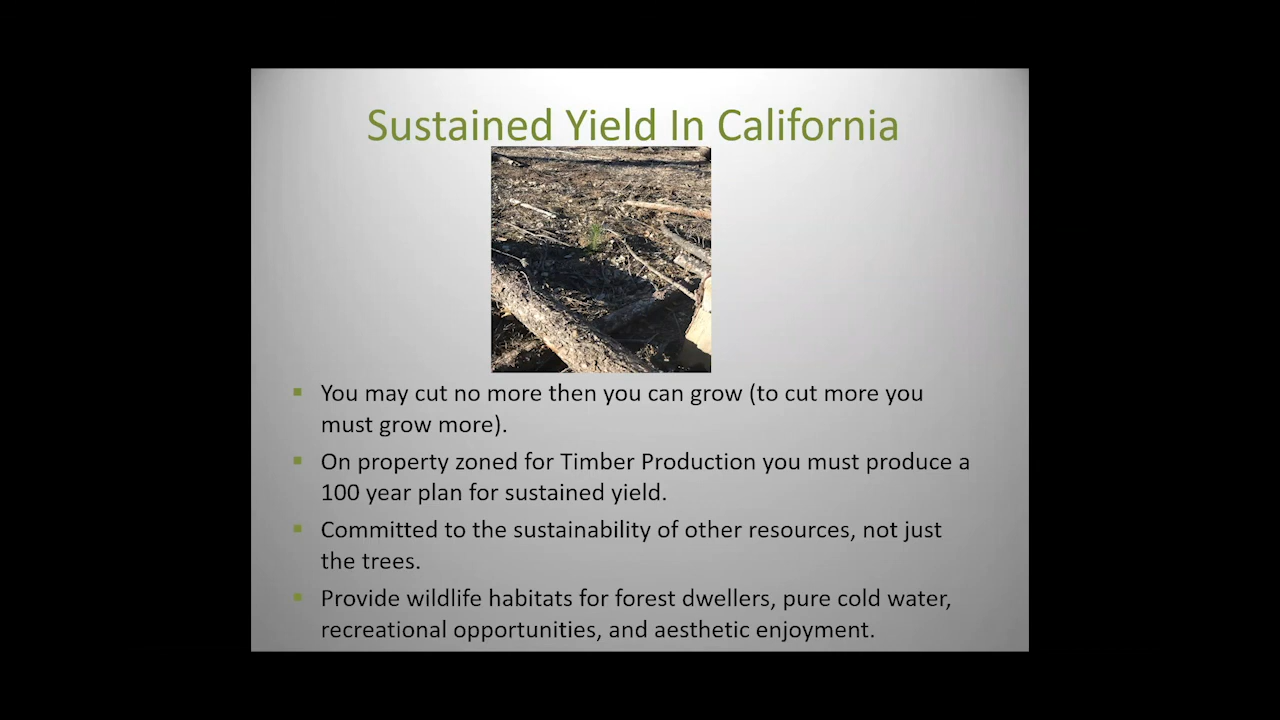 Sustained Yield In California
▪ You may cut no more then you can grow (to cut more you
must grow more).
▪ On property zoned for Timber Production you must produce a
100 year plan for sustained yield.
▪ Committed to the sustainability of other resources, not just
the trees.
▪ Provide wildlife habitats for forest dwellers, pure cold water,
recreational opportunities, and aesthetic enjoyment.